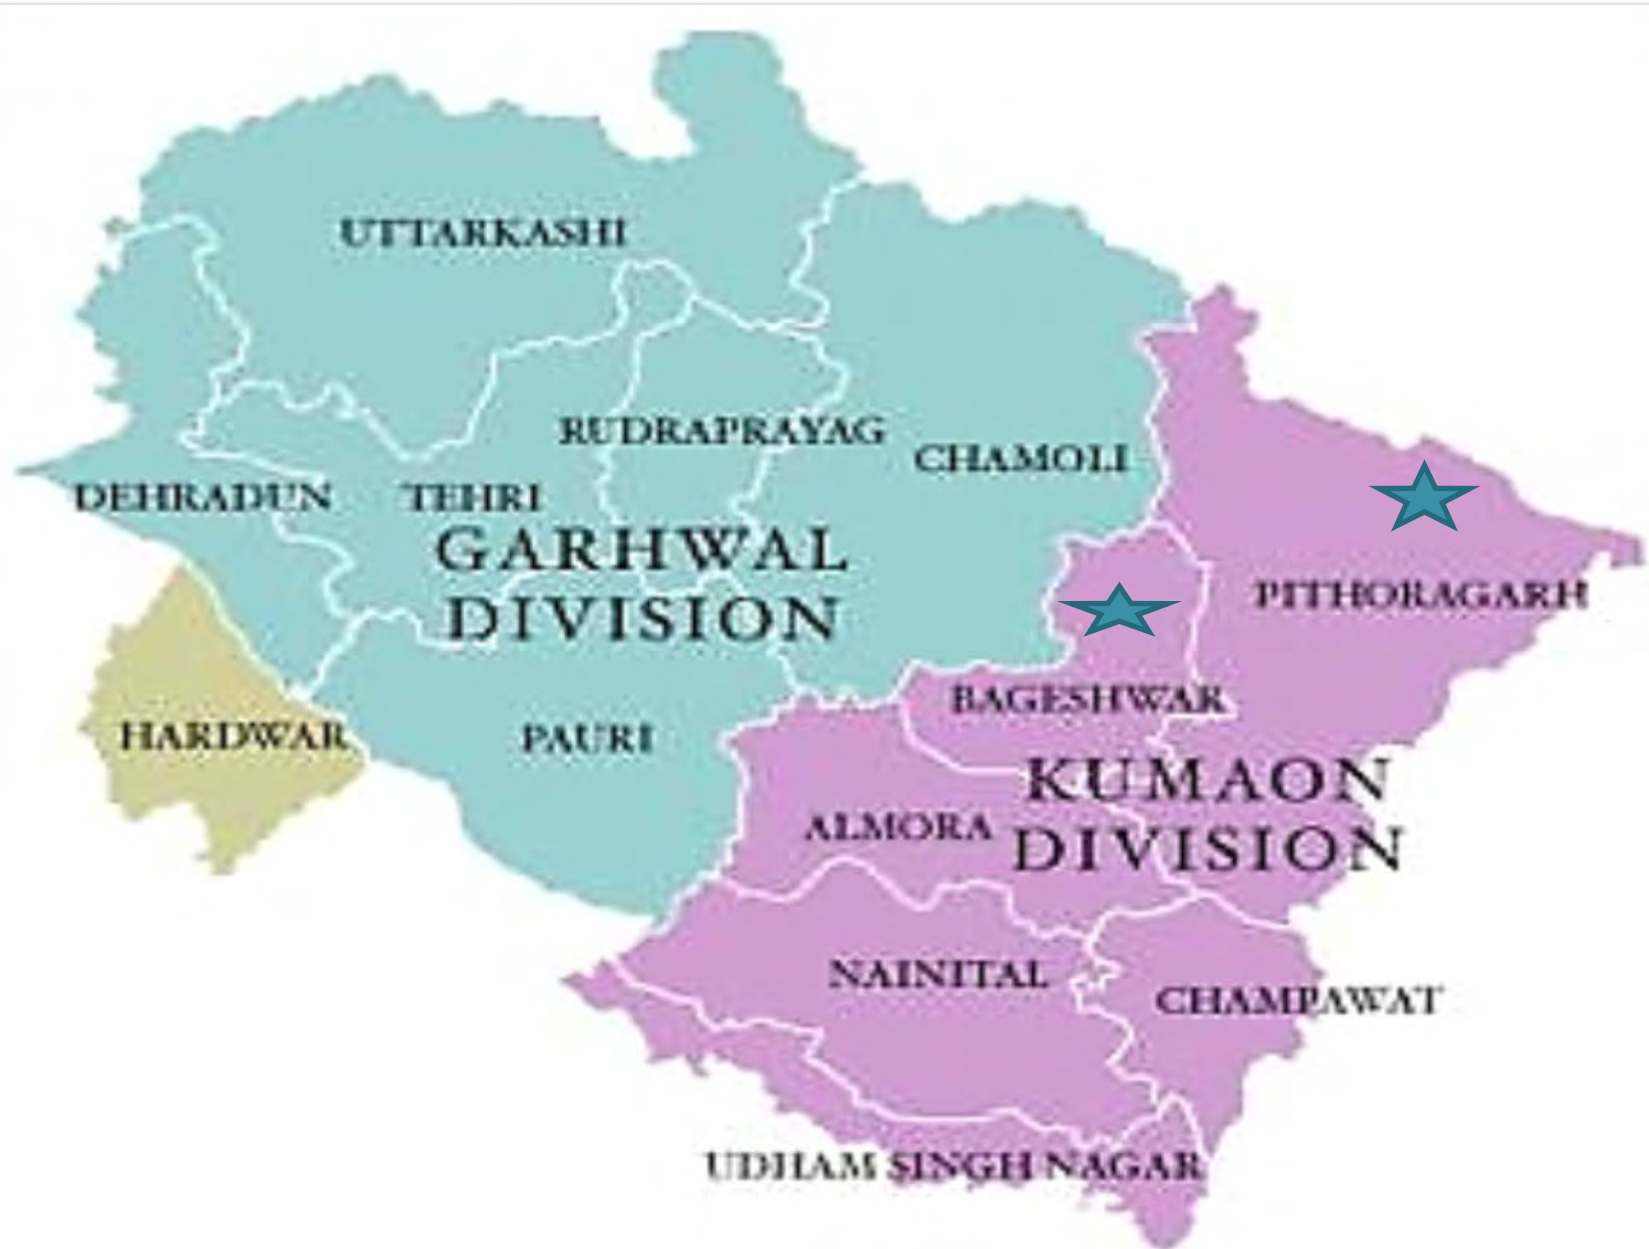 UTTARKASHI
RUDRAPRAYAG
CHAMOLI
DEHRADUN
TEHRI
GARHWAL
DIVISION
PITHORAGARH
BAGESHWAR
HARDWAR
PAURI
KUMAON
DIVISION
ALMORA
NAINITAL
CHAMPAWAT
UDHAM SINGH NAGAR